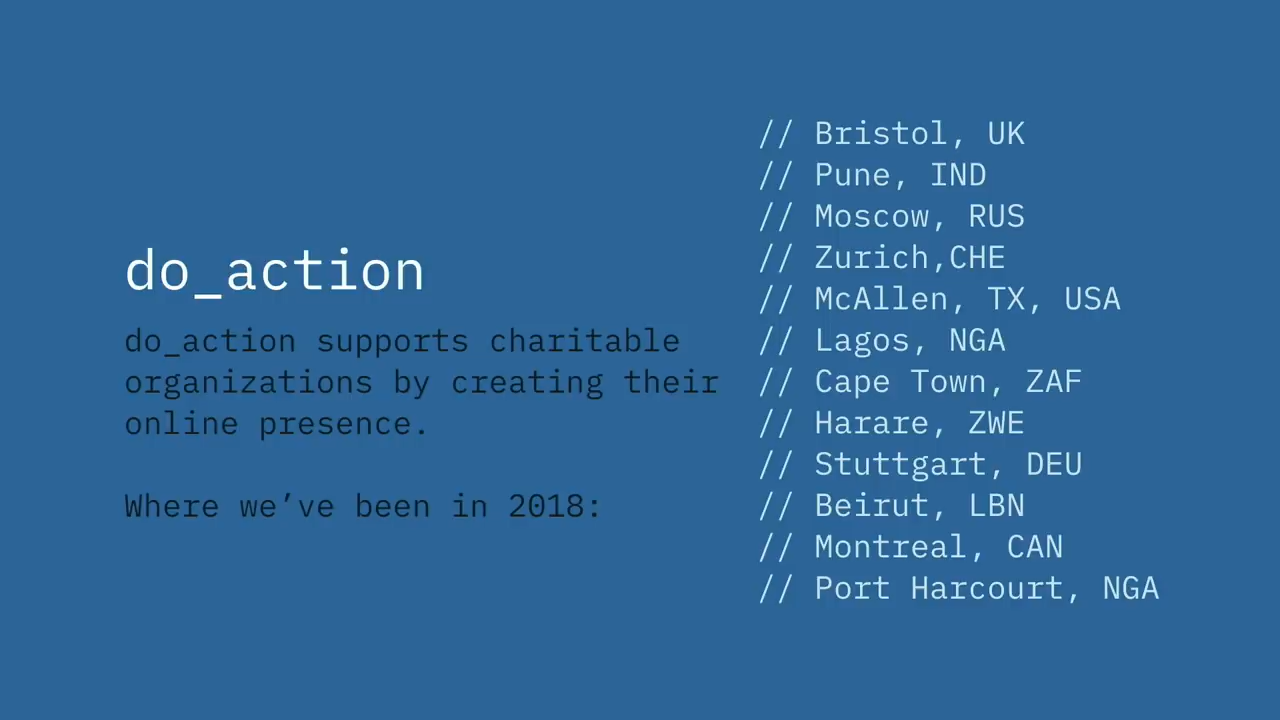 do_action
do_action supports charitable
organizations by creating their
online presence.
Where we’ve been in 2018:
// Bristol, UK
// Pune, IND
// Moscow, RUS
// Zurich,CHE
// McAllen, TX, USA
// Lagos, NGA
// Cape Town, ZAF
// Harare, ZWE
// Stuttgart, DEU
// Beirut, LBN
// Montreal, CAN
// Port Harcourt, NGA